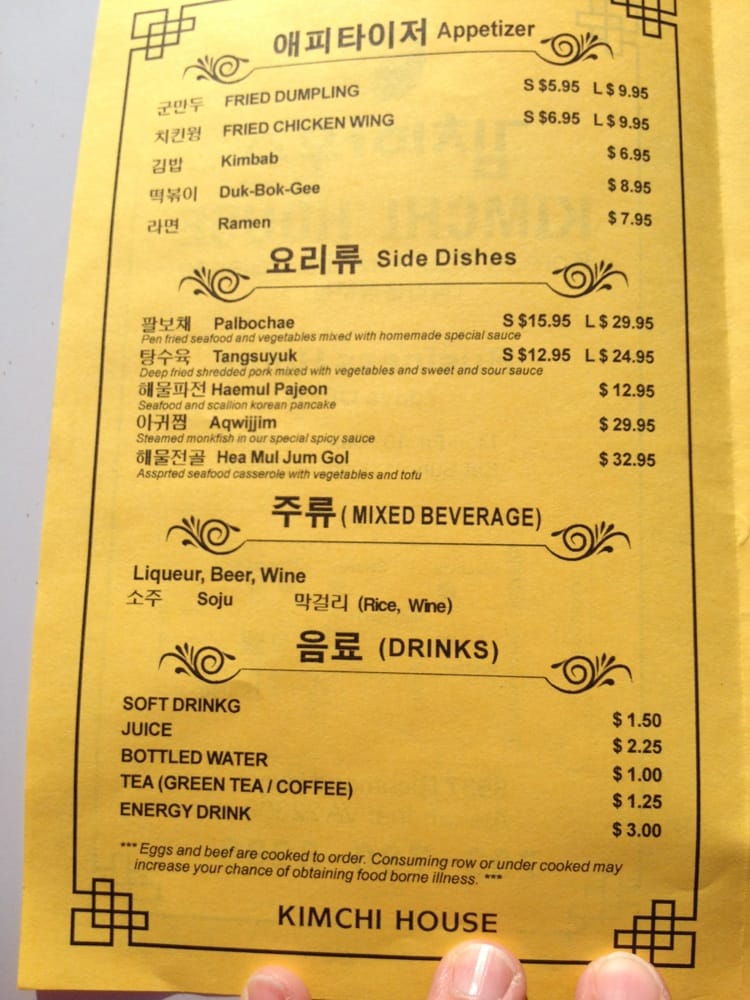 애피타이저 Appetizer
군만두 FRIED DUMPLING S $5.95 L $ 9.95
치킨윙 FRIED CHICKEN WING S $6.95 L $ 9.95
김밥 Kimbab $ 6.95
떡볶이 Duk-Bok-Gee $ 8.95
라면 Ramen $ 7.95
요리류 Side Dishes
팔보채 Palbochae S $15.95 L $ 29.95
Pen fried seafood and vegetables mixed with homemade special sauce
탕수육 Tangsuyuk S $12.95 L $ 24.95
Deep fried shredded pork mixed with vegetables and sweet and sour sauce
해물파전 Haemul Pajeon $ 12.95
Seafood and scallion korean pancake
아귀찜 Aqwijjim $ 29.95
Steamed monkfish in our special spicy sauce
해물전골 Hea Mul Jum Gol $ 32.95
Assprted seafood casserole with vegetables and tofu
주류 ( MIXED BEVERAGE)
Liqueur, Beer, Wine
소주 Soju 막걸리 (Rice, Wine)
음료 (DRINKS)
SOFT DRINKG $ 1.50
JUICE $ 2.25
BOTTLED WATER $ 1.00
TEA (GREEN TEA / COFFEE) $ 1.25
ENERGY DRINK $ 3.00
*** Eggs and beef are cooked to order. Consuming row or under cooked may
increase your chance of obtaining food borne illness. ***
KIMCHI HOUSE